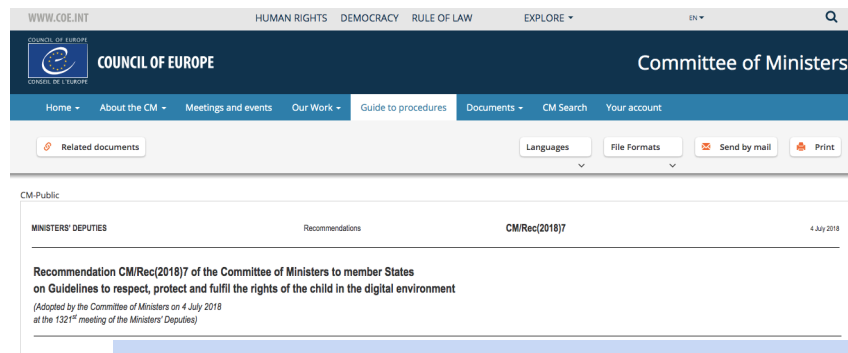 WWW.COE.INT HUMAN RIGHTS DEMOCRACY RULE OF LAW EXPLORE EN
COUNCIL OF EUROPE
CONSEIL DE L'EUROPE
COUNCIL OF EUROPE
Committee of Ministers
Home About the CM Meetings and events Our Work Guide to procedures Documents CM Search Your account
Related documents Languages File Formats Send by mail Print
CM-Public
MINISTERS' DEPUTIES Recommendations CM/Rec(2018)7 4 July 2018
Recommendation CM/Rec(2018)7 of the Committee of Ministers to member States
on Guidelines to respect, protect and fulfil the rights of the child in the digital environment
(Adopted by the Committee of Ministers on 4 July 2018
at the 1321st meeting of the Ministers' Deputies)